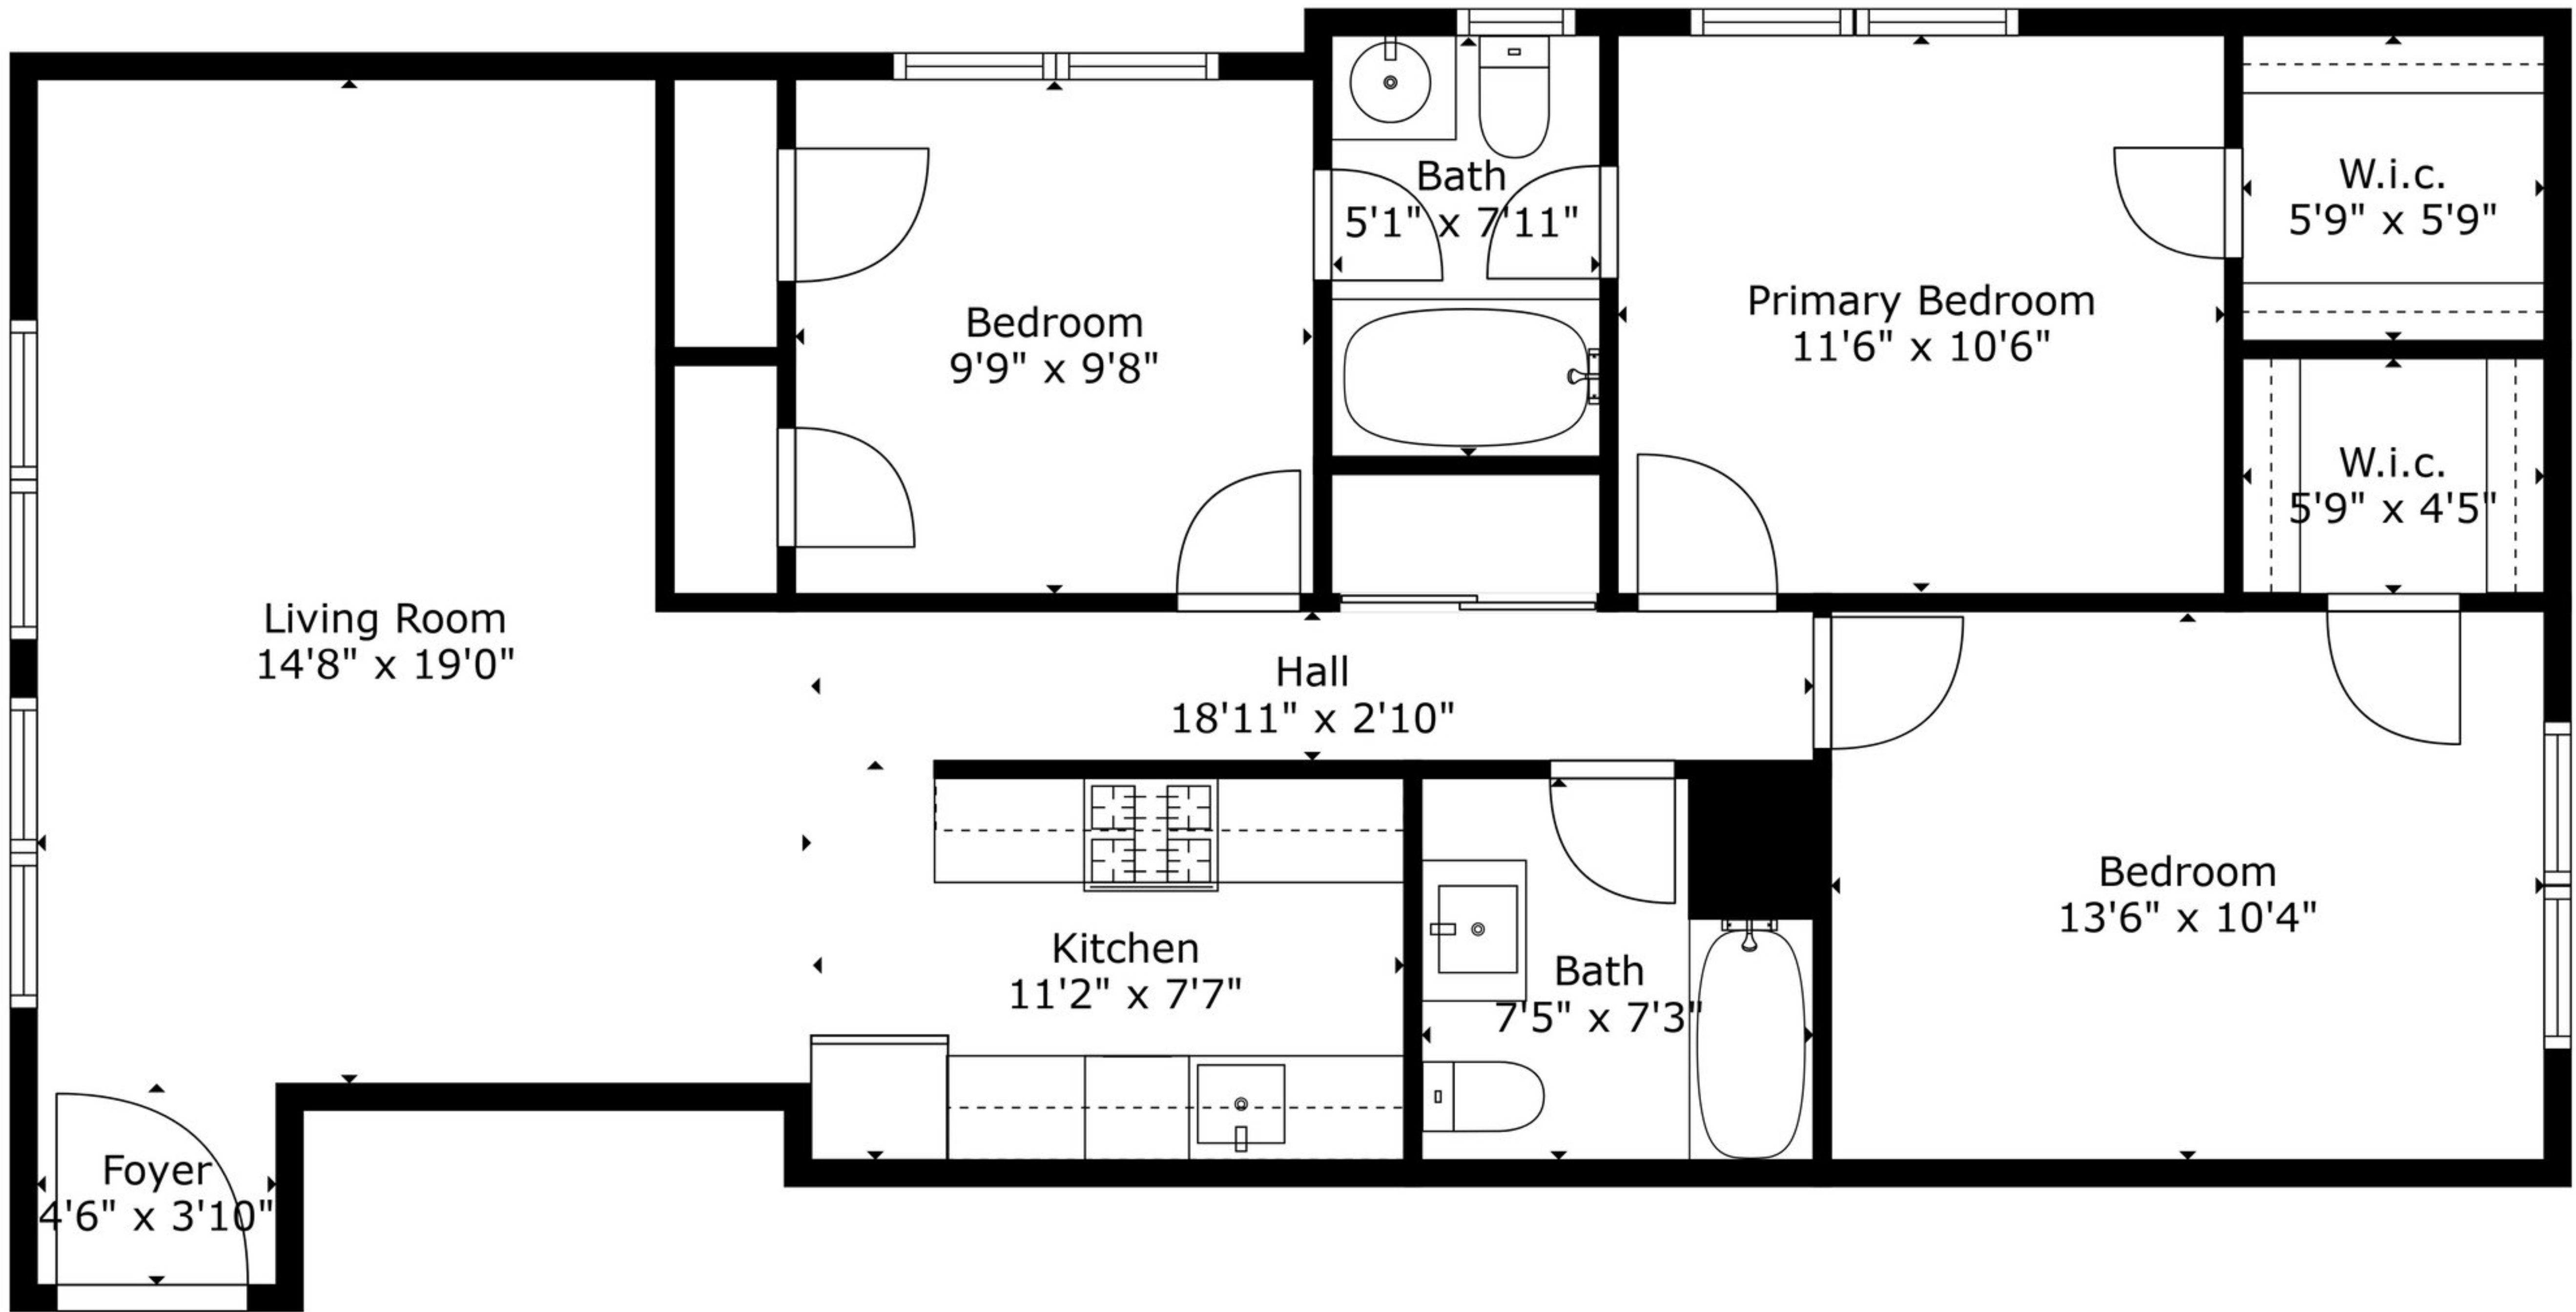 Bath
5'1" x 7'11"
W.i.c.
5'9" x 5'9"
Primary Bedroom
11'6" x 10'6"
Bedroom
9'9" x 9'8"
W.i.c.
5'9" x 4'5"
Living Room
14'8" x 19'0"
Hall
18'11" x 2'10"
Bedroom
13'6" x 10'4"
Kitchen
11'2" x 7'7"
Bath
7'5" x 7'3"
Foyer
4'6" x 3'10"